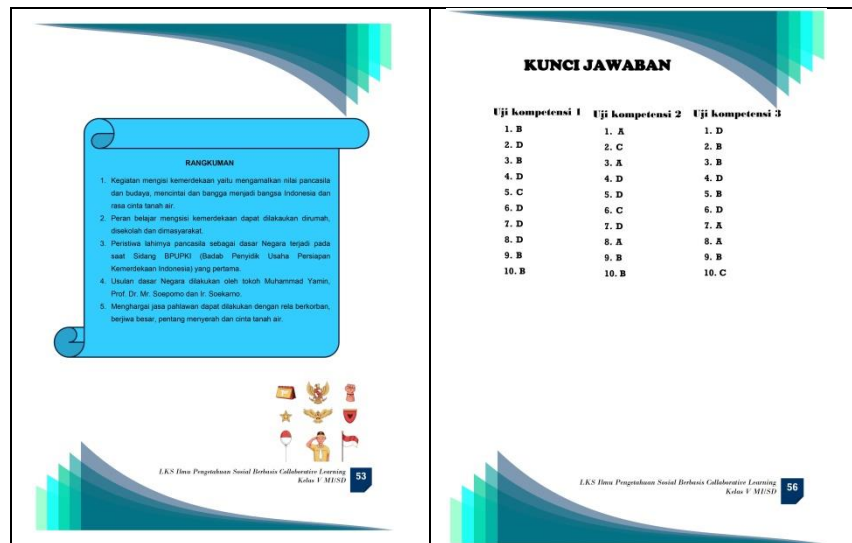 RANGKUMAN
1. Kegiatan mengisi kemerdekaan yaitu mengamalkan nilai pancasila
dan budaya, mencintai dan bangga menjadi bangsa Indonesia dan
rasa cinta tanah air.
2. Peran belajar mengsisi kemerdekaan dapat dilakaukan dirumah,
disekolah dan dimasyarakat.
3. Peristiwa lahirnya pancasila sebagai dasar Negara terjadi pada
saat Sidang BPUPKI (Badab Penyidik Usaha Persiapan
Kemerdekaan Indonesia) yang pertama.
4. Usulan dasar Negara dilakukan oleh tokoh Muhammad Yamin,
Prof. Dr. Mr. Soepomo dan Ir. Soekarno.
5. Menghargai jasa pahlawan dapat dilakukan dengan rela berkorban,
berjiwa besar, pentang menyerah dan cinta tanah air.
LKS Ilmu Pengetahuan Sosial Berbasis Collaborative Learning
Kelas V MI/SD
53
KUNCI JAWABAN
Uji kompetensi 1 Uji kompetensi 2 Uji kompetensi 3
1. B 1. A 1. D
2. D 2. C 2. B
3. B 3. A 3. B
4. D 4. D 4. D
5. C 5. D 5. B
6. D 6. C 6. D
7. D 7. D 7. A
8. D 8. A 8. A
9. B 9. B 9. B
10. B 10. B 10. C
LKS Ilmu Pengetahuan Sosial Berbasis Collaborative Learning
Kelas V MI/SD
56